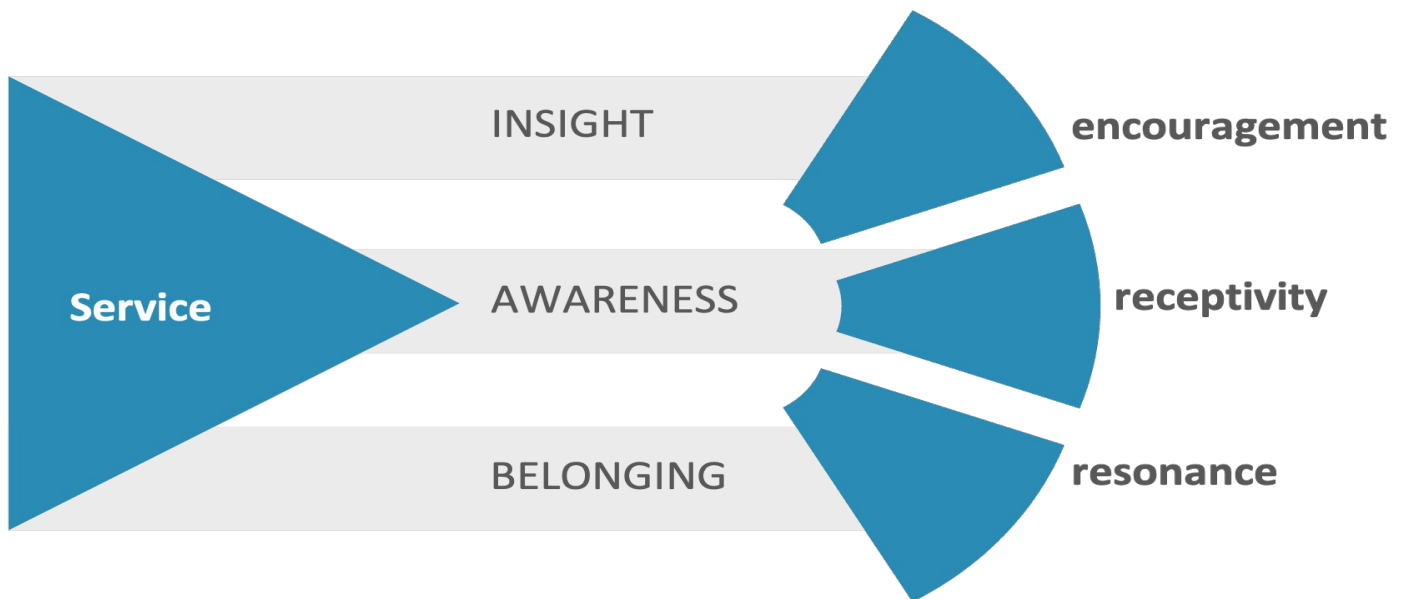 INSIGHT
encouragement
Service
AWARENESS
receptivity
BELONGING
resonance